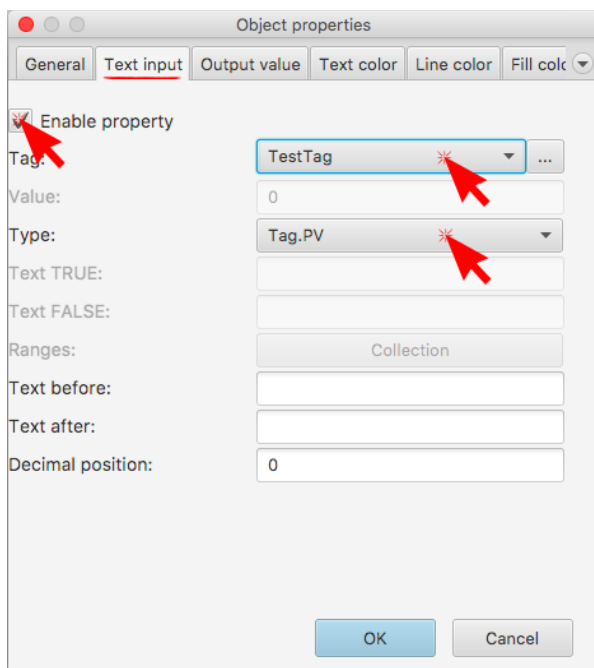 Object properties
General Text input Output value Text color Line color Fill colo
Enable property
Tag: TestTag ...
Value: 0
Type: Tag.PV
Text TRUE:
Text FALSE:
Ranges: Collection
Text before:
Text after:
Decimal position: 0
OK Cancel